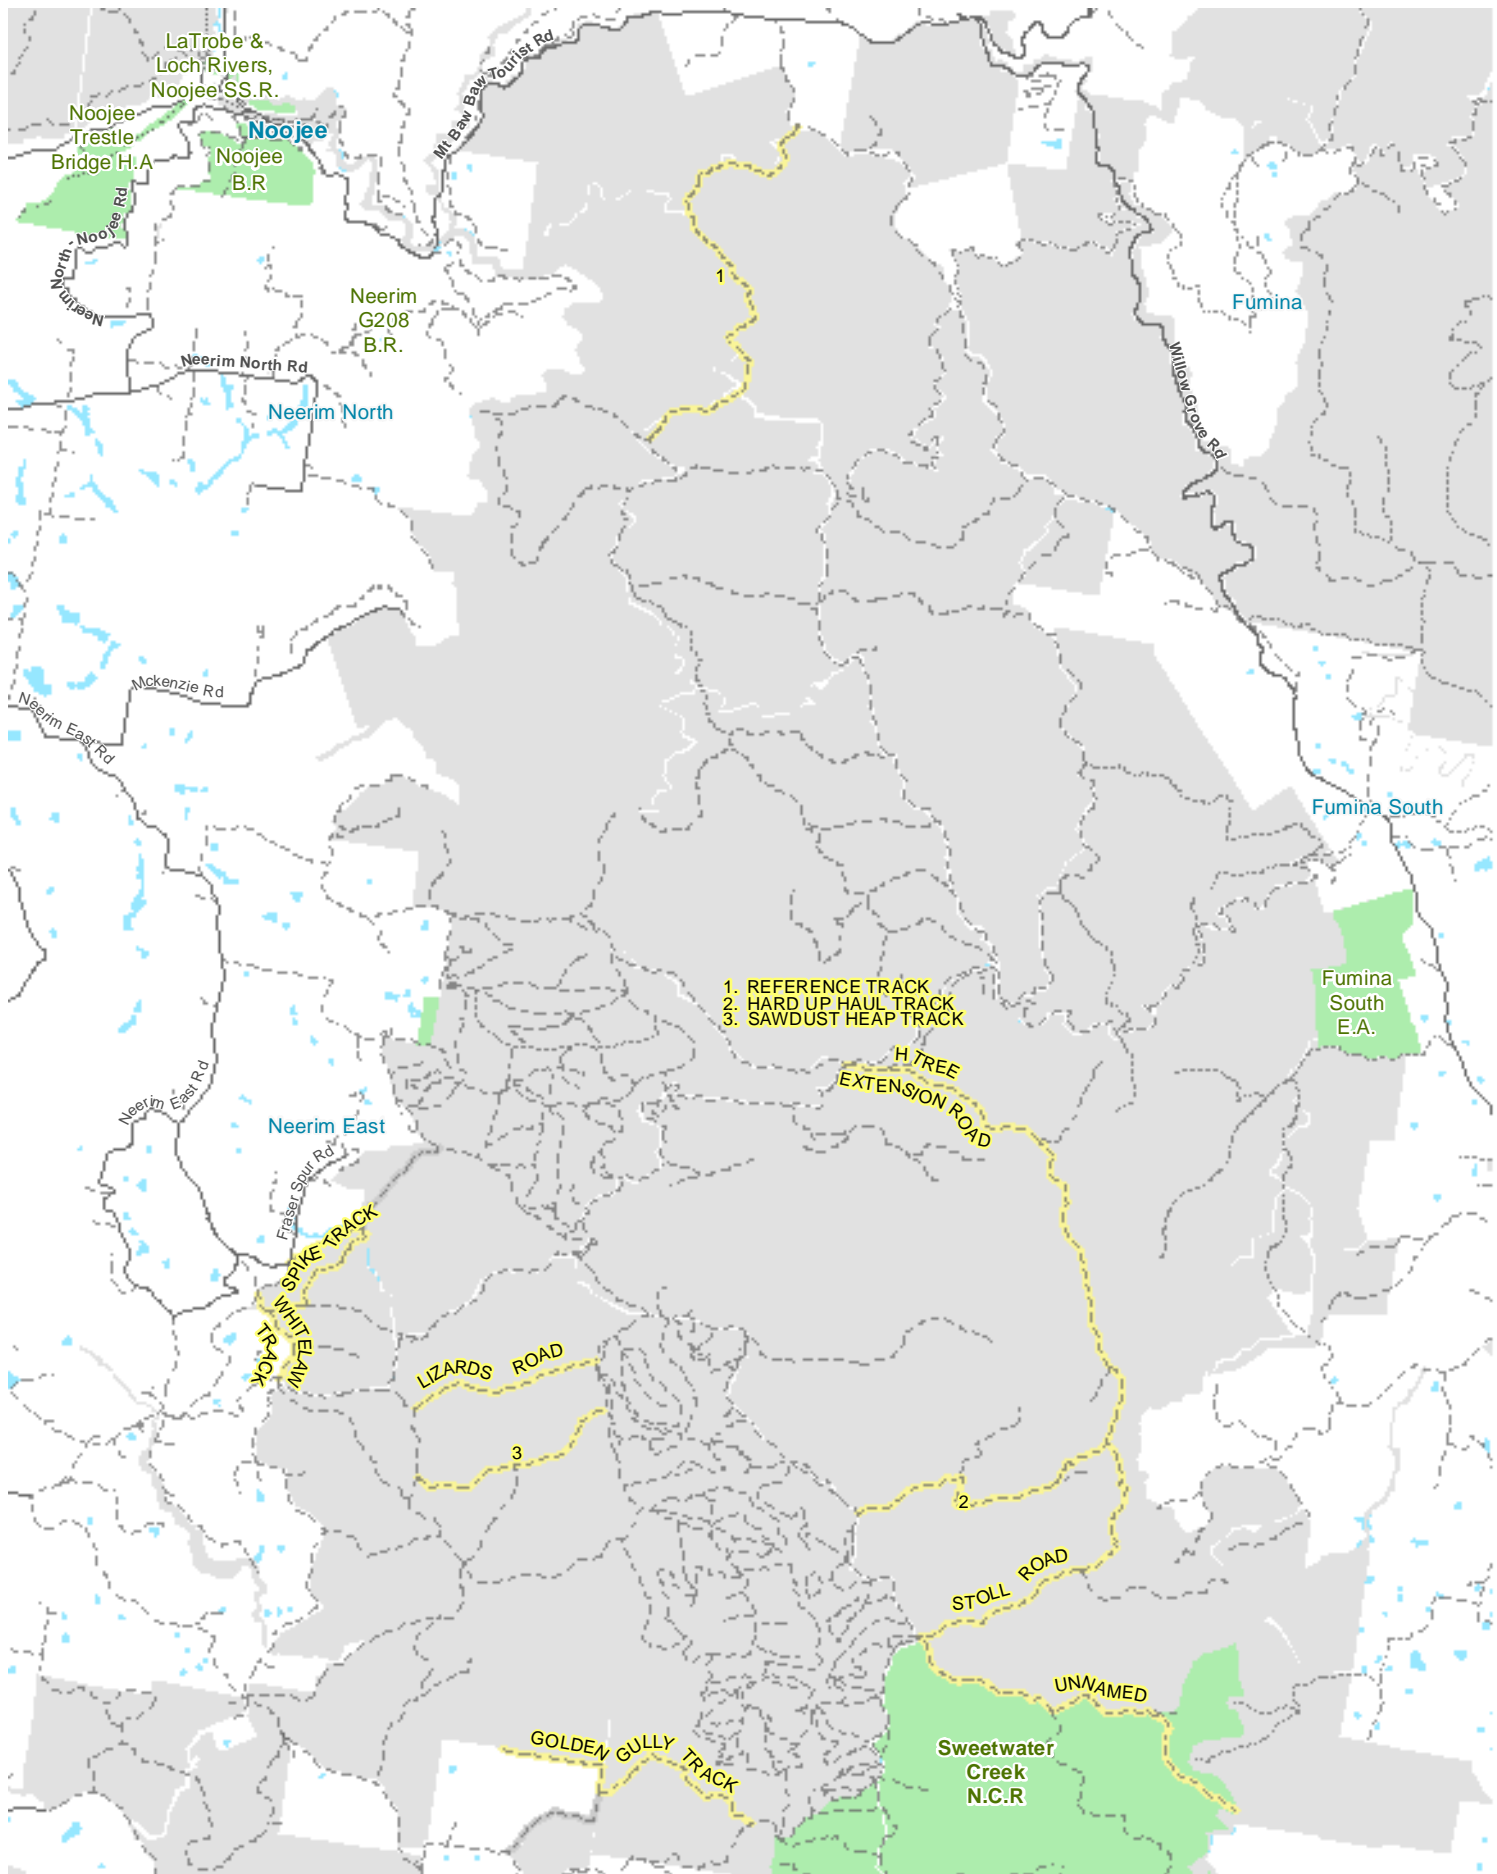 LaTrobe &
Loch Rivers,
Noojee SS.R.
Mt Baw Baw Tourist Rd
Noojee
Trestle
Bridge H.A
Noojee
Noojee
B.R
Neerim North - Noojee Rd
Neerim
G208
B.R.
1
Fumina
Neerim
Neerim North Rd
Neerim North
Willow Grove Rd
Mckenzie Rd
Neerim East Rd
Fumina South
1. REFERENCE TRACK
2. HARD UP HAUL TRACK
3. SAWDUST HEAP TRACK
Fumina
South
E.A.
H TREE
EXTENSION ROAD
Neerim East Rd
Neerim East
Fraser Spur Rd
SPIKE TRACK
WHITELAW
TRACK
LIZARDS ROAD
3
2
STOLL ROAD
UNNAMED
GOLDEN GULLY TRACK
Sweetwater
Creek
N.C.R